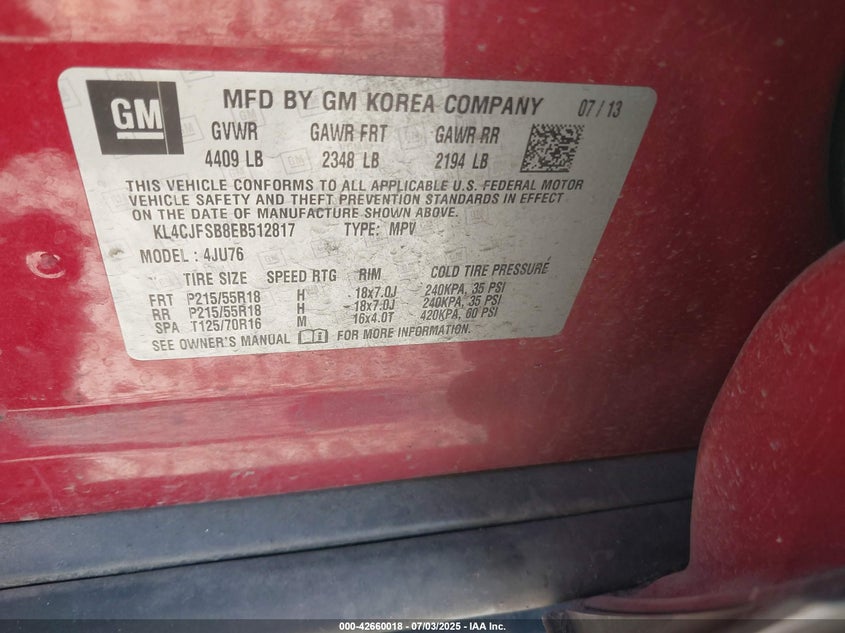 GM MFD BY GM KOREA COMPANY 07/13
GVWR GAWR FRT GAWR RR
4409 LB 2348 LB 2194 LB
THIS VEHICLE CONFORMS TO ALL APPLICABLE U.S. FEDERAL MOTOR
VEHICLE SAFETY AND THEFT PREVENTION STANDARDS IN EFFECT
ON THE DATE OF MANUFACTURE SHOWN ABOVE.
KL4CJFSB8EB512817 TYPE: MPV
MODEL: 4JU76
TIRE SIZE SPEED RTG RIM COLD TIRE PRESSURE
FRT P215/55R18 H 18x7.0J 240KPA, 35 PSI
RR P215/55R18 H 18x7.0J 240KPA, 35 PSI
SPA T125/70R16 M 16x4.0T 420KPA, 60 PSI
SEE OWNER'S MANUAL FOR MORE INFORMATION.
000-42660018 - 07/03/2025 - IAA Inc.